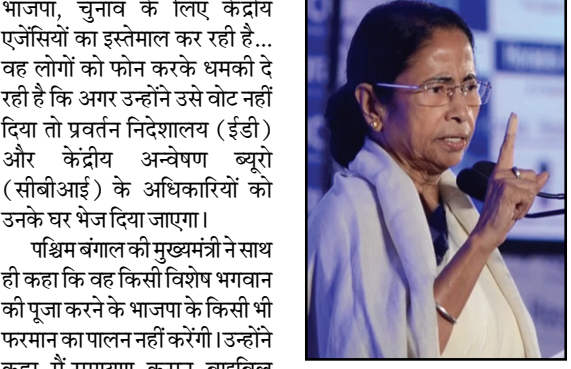 भाजपा, चुनाव के लिए केंद्रीय
एजेंसियों का इस्तेमाल कर रही है...
वह लोगों को फोन करके धमकी दे
रही है कि अगर उन्होंने उसे वोट नहीं
दिया तो प्रवर्तन निदेशालय (ईडी)
और केंद्रीय अन्वेषण ब्यूरो
(सीबीआई) के अधिकारियों को
उनके घर भेज दिया जाएगा।
पश्चिम बंगाल की मुख्यमंत्री ने साथ
ही कहा कि वह किसी विशेष भगवान
की पूजा करने के भाजपा के किसी भी
फरमान का पालन नहीं करेंगी। उन्होंने